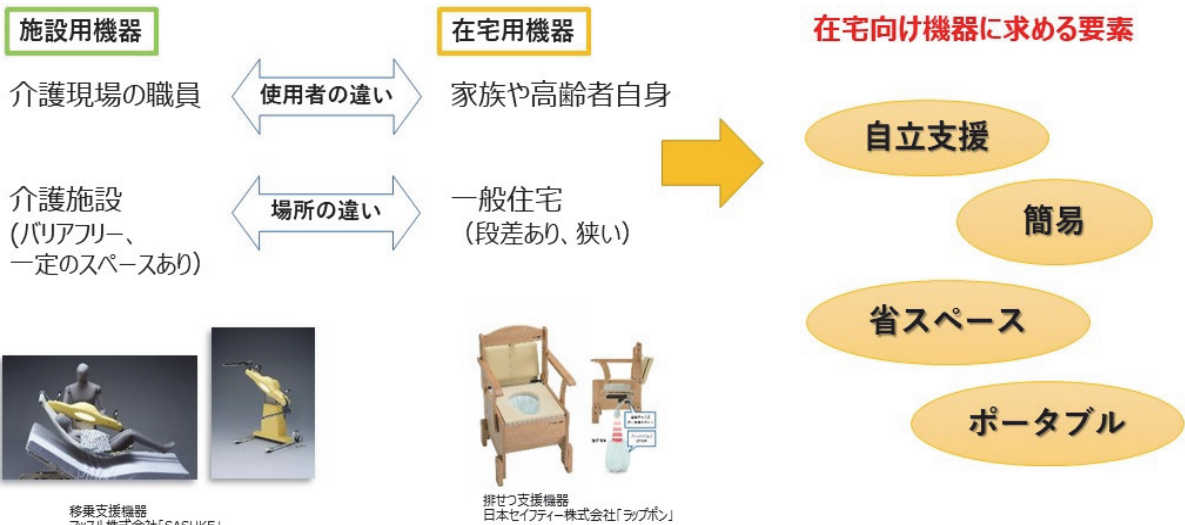 施設用機器
在宅用機器
在宅向け機器に求める要素
介護現場の職員
使用者の違い
家族や高齢者自身
介護施設
(バリアフリー、
一定のスペースあり)
場所の違い
一般住宅
(段差あり、狭い)
自立支援
簡易
省スペース
ポータブル
移乗支援機器
株式会社「SASUKE」
排せつ支援機器
日本セイフティー株式会社「ラップポン」